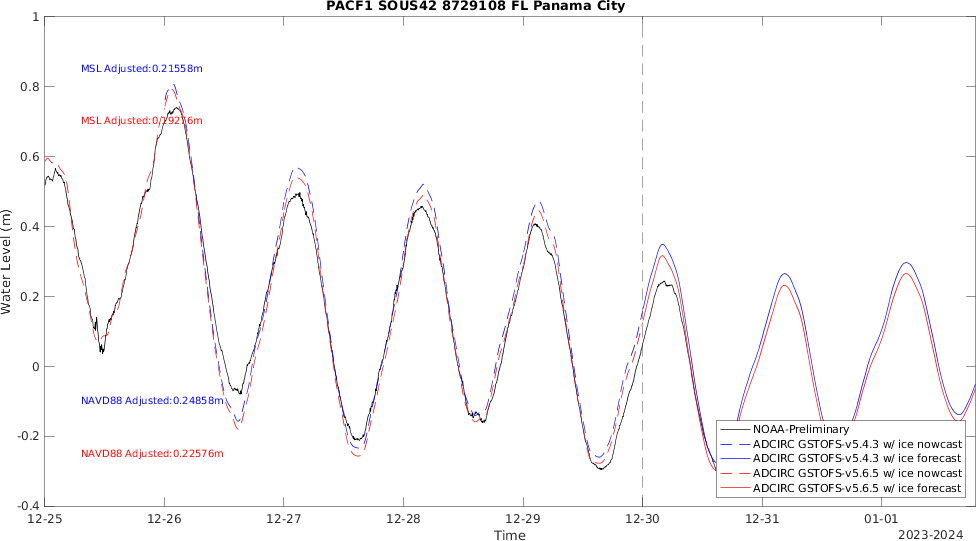 PACF1 SOUS42 8729108 FL Panama City
1
0.8
0.6
0.4
0.2
0
-0.2
-0.4
Water Level (m)
MSL Adjusted:0.21558m
MSL Adjusted:0.19276m
NAVD88 Adjusted:0.24858m
NAVD88 Adjusted:0.22576m
NOAA-Preliminary
ADCIRC GSTOFS-v5.4.3 w/ ice nowcast
ADCIRC GSTOFS-v5.4.3 w/ ice forecast
ADCIRC GSTOFS-v5.6.5 w/ ice nowcast
ADCIRC GSTOFS-v5.6.5 w/ ice forecast
12-25 12-26 12-27 12-28 12-29 12-30 12-31 01-01
Time
2023-2024